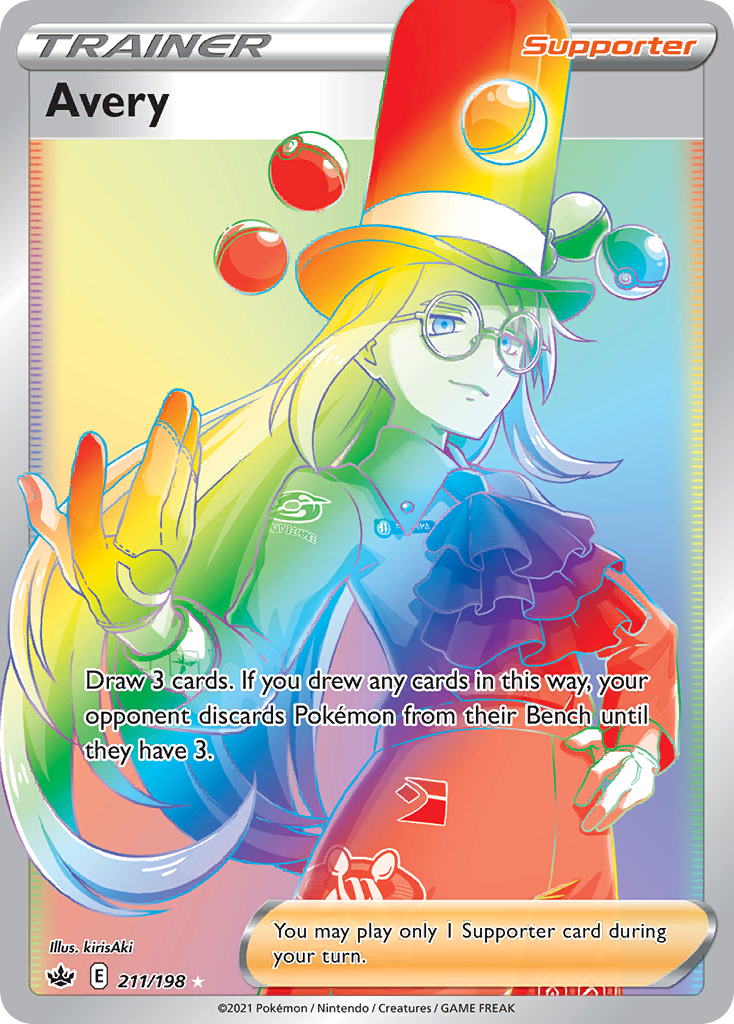 TRAINER
Supporter
Avery
Draw 3 cards. If you drew any cards in this way, your
opponent discards Pokémon from their Bench until
they have 3.
You may play only 1 Supporter card during
your turn.
Illus. kirisAki
E 211/198
©2021 Pokémon / Nintendo / Creatures / GAME FREAK